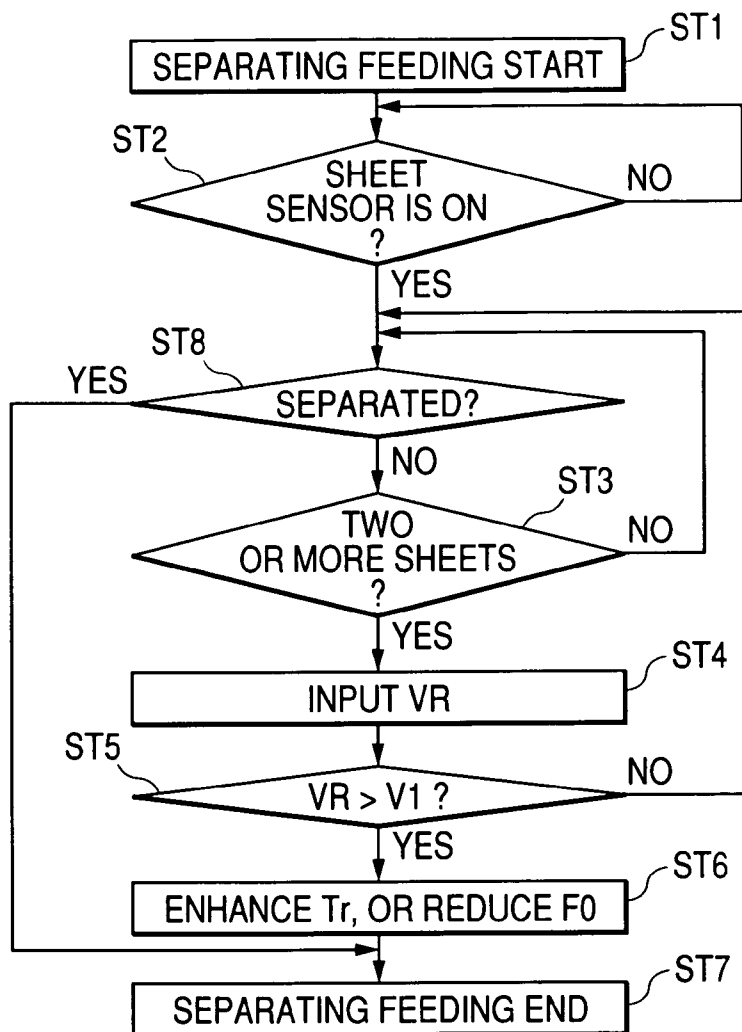 ST1
SEPARATING FEEDING START
ST2
SHEET
SENSOR IS ON
?
NO
YES
ST8
YES
SEPARATED?
NO
ST3
TWO
OR MORE SHEETS
?
NO
YES
ST4
INPUT VR
ST5
VR > V1 ?
NO
YES
ST6
ENHANCE Tr, OR REDUCE F0
ST7
SEPARATING FEEDING END